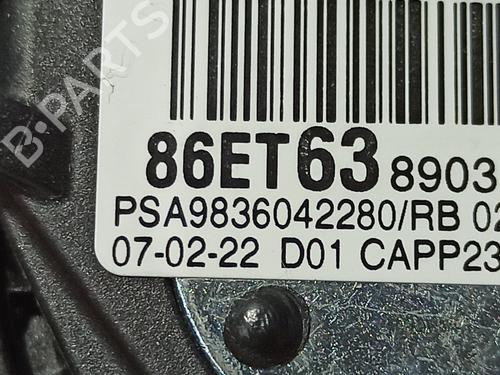 B-PARTS
86ET63 8903
PSA9836042280/RB 02
07-02-22 D01 CAPP23